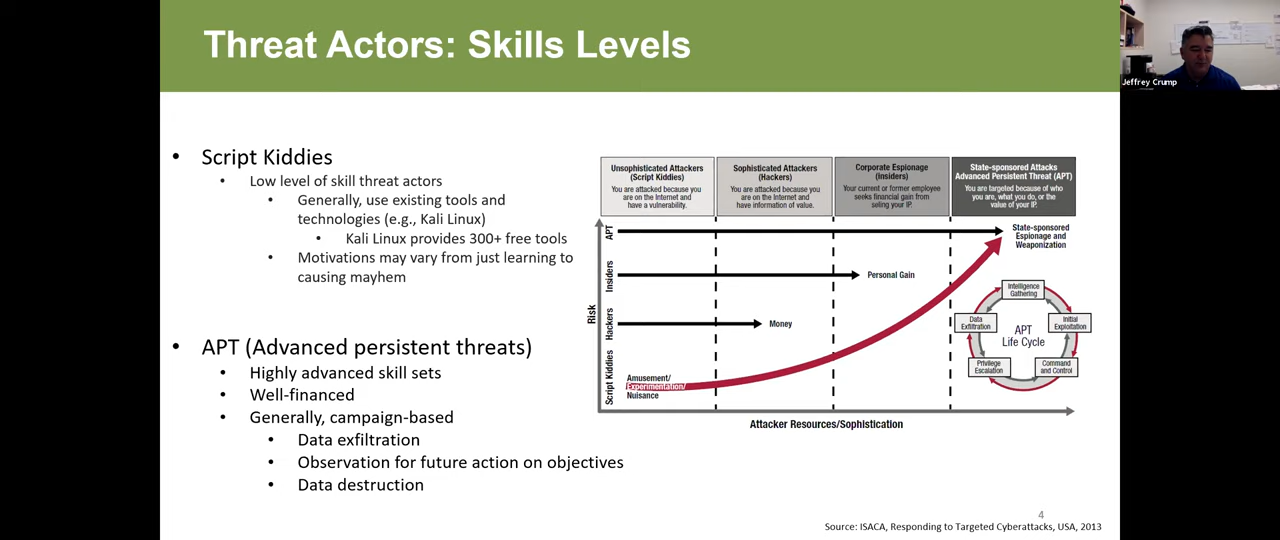 Threat Actors: Skills Levels
Jeffrey Crump
• Script Kiddies
• Low level of skill threat actors
• Generally, use existing tools and
technologies (e.g., Kali Linux)
• Kali Linux provides 300+ free tools
• Motivations may vary from just learning to
causing mayhem
• APT (Advanced persistent threats)
• Highly advanced skill sets
• Well-financed
• Generally, campaign-based
• Data exfiltration
• Observation for future action on objectives
• Data destruction
Unsophisticated Attackers
(Script Kiddies)
You are attacked because you
are on the Internet and
have a vulnerability.
Sophisticated Attackers
(Hackers)
You are attacked because you
are on the Internet and
have information of value.
Corporate Espionage
(Insiders)
Your current or former employee
seeks financial gain from
selling your IP.
State-sponsored Attacks
Advanced Persistent Threat (APT)
You are targeted because of who
you are, what you do, or the
value of your IP.
Risk
APT
Insiders
Hackers
Script Kiddies
State-sponsored
Espionage and
Weaponization
Personal Gain
Money
Amusement/
Experimentation/
Nuisance
Intelligence
Gathering
Initial
Exploitation
Command
and Control
Privilege
Escalation
Data
Exfiltration
APT
Life Cycle
Attacker Resources/Sophistication
4
Source: ISACA, Responding to Targeted Cyberattacks, USA, 2013